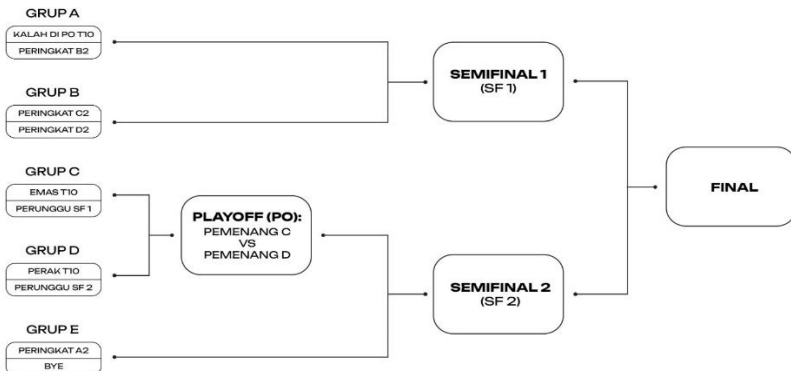 GRUP A
KALAH DI PO T10
PERINGKAT B2
GRUP B
PERINGKAT C2
PERINGKAT D2
GRUP C
EMAS T10
PERUNGGU SF 1
GRUP D
PERAK T10
PERUNGGU SF 2
GRUP E
PERINGKAT A2
BYE
PLAYOFF (PO):
PEMENANG C
VS
PEMENANG D
SEMIFINAL 1
(SF 1)
SEMIFINAL 2
(SF 2)
FINAL